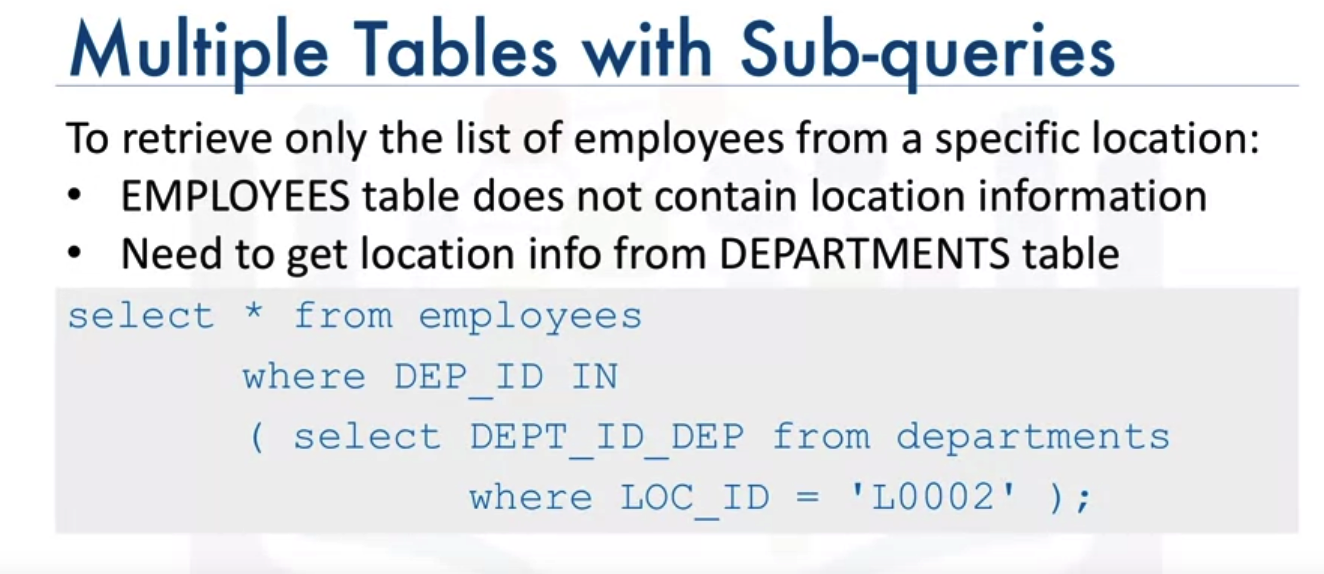 Multiple Tables with Sub-queries
To retrieve only the list of employees from a specific location:
• EMPLOYEES table does not contain location information
• Need to get location info from DEPARTMENTS table
select * from employees
where DEP_ID IN
( select DEPT_ID_DEP from departments
where LOC_ID = 'L0002' );